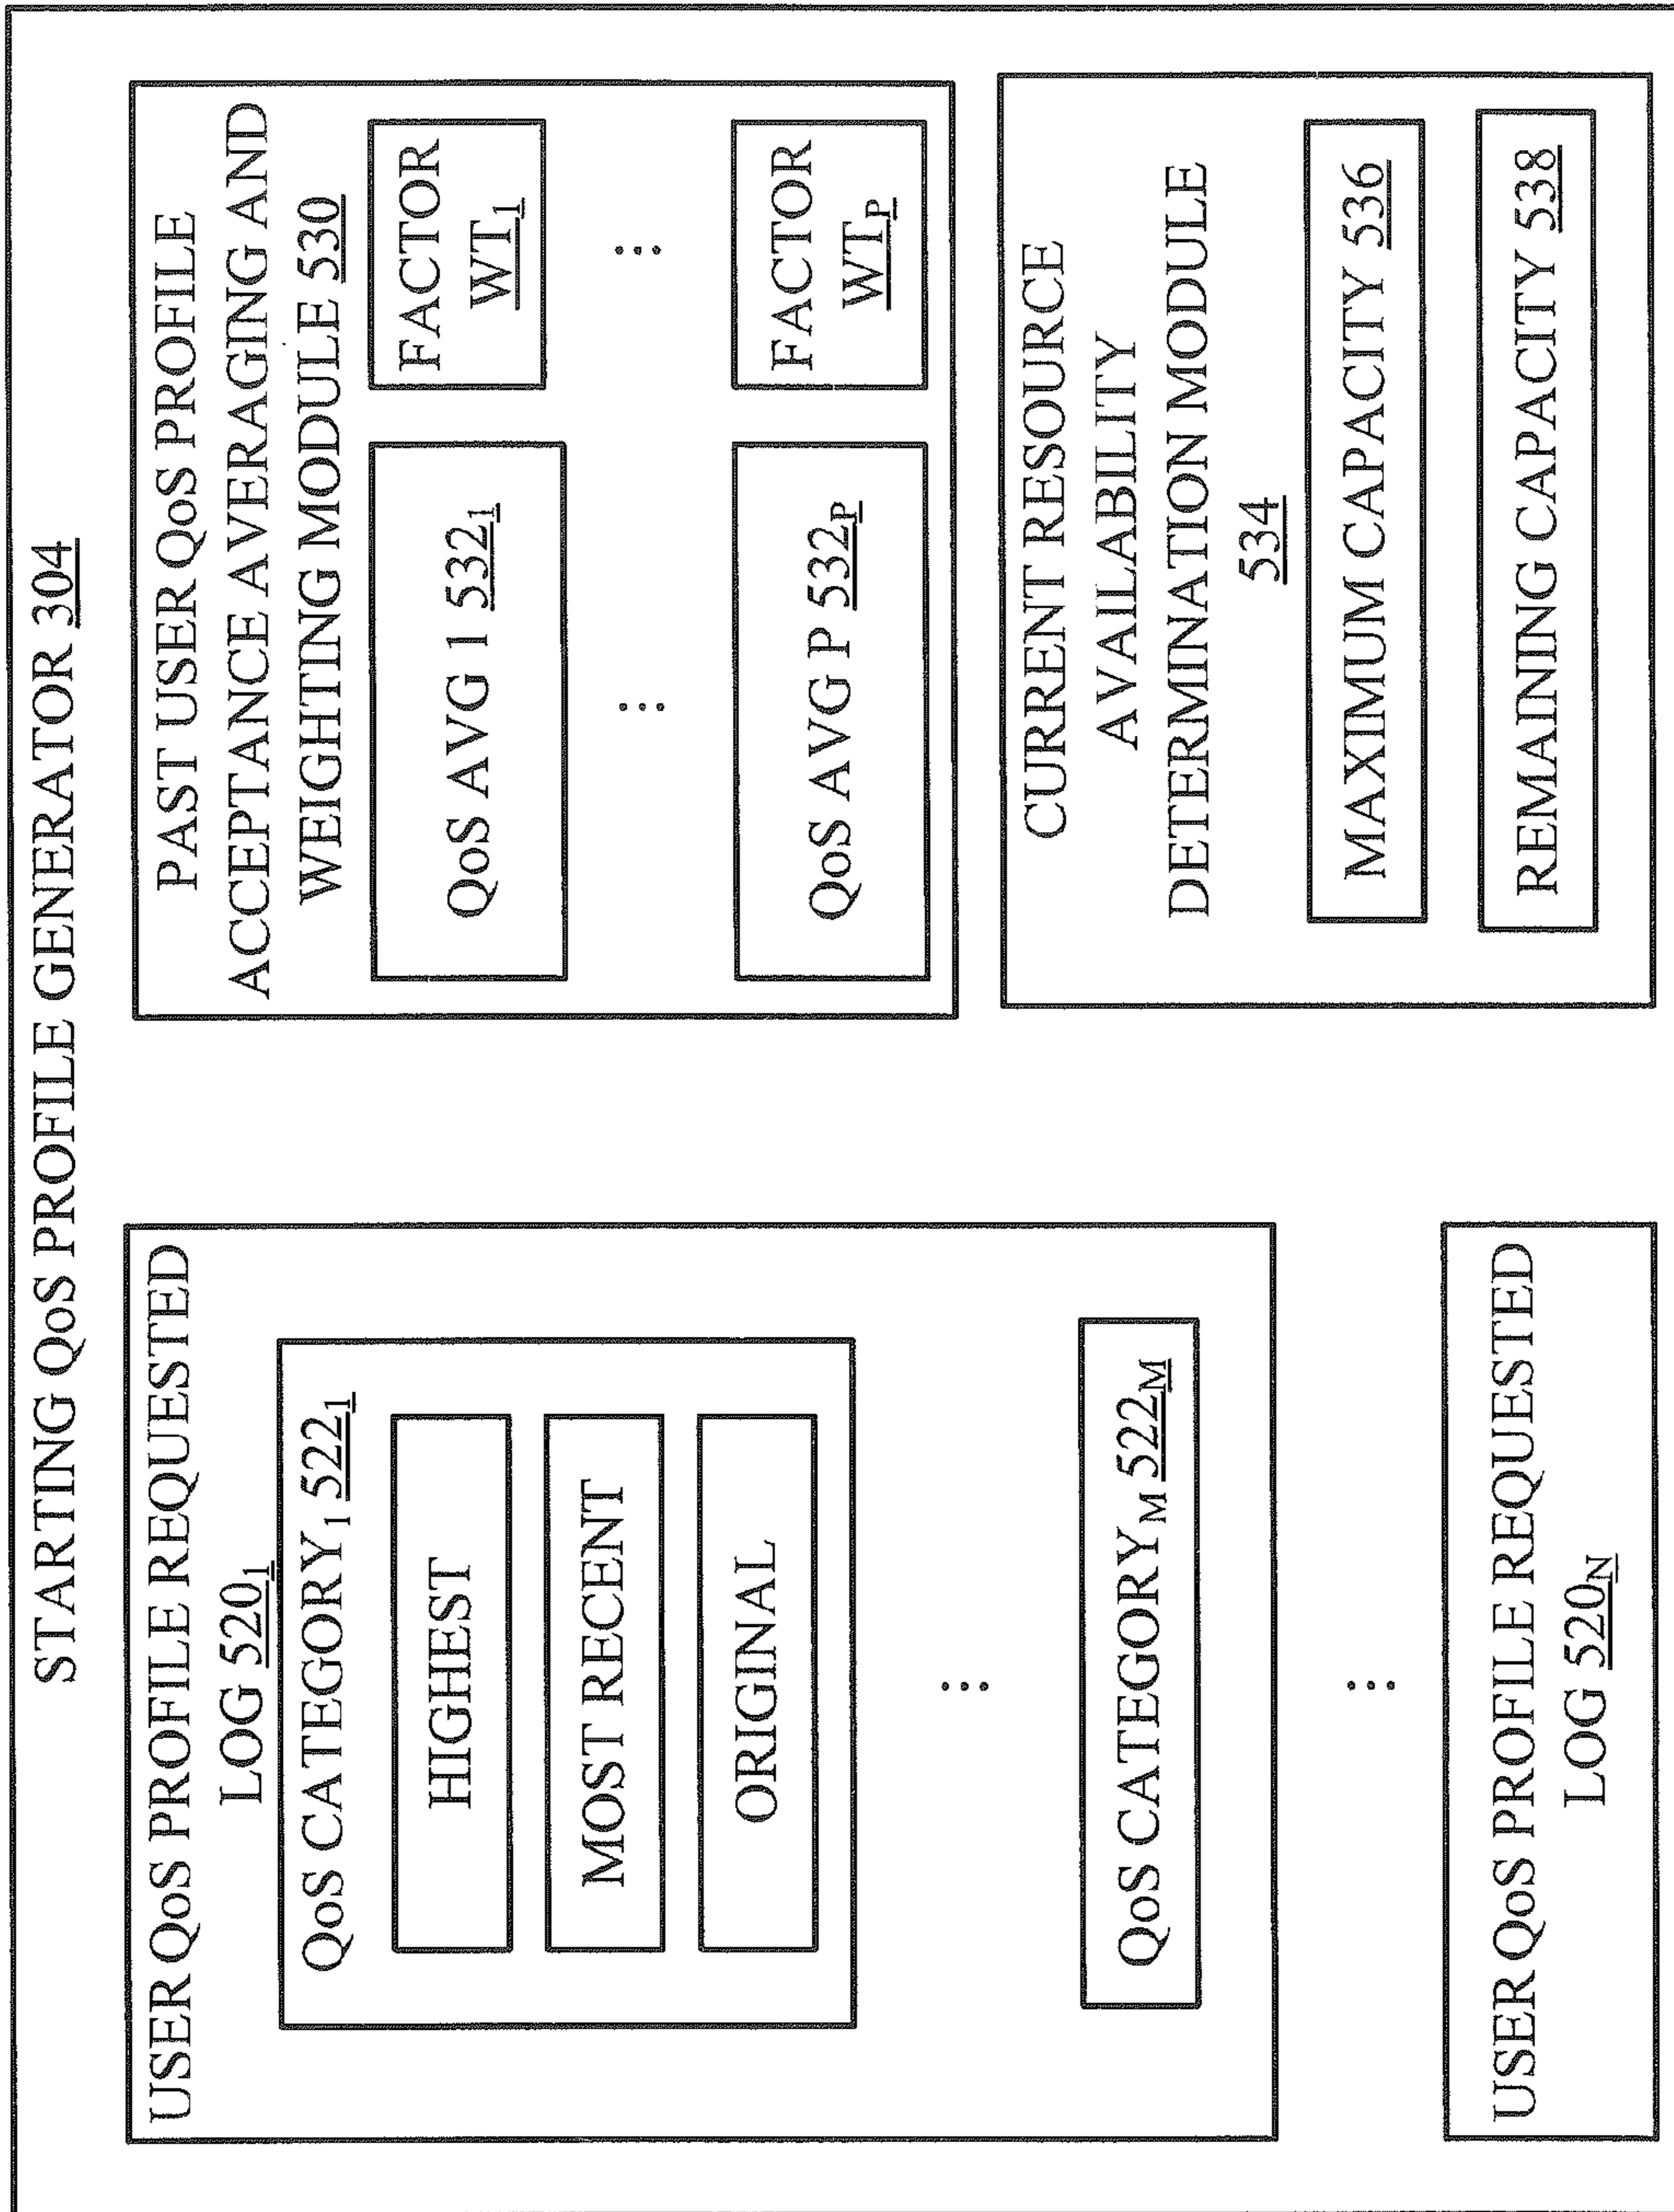 STARTING QoS PROFILE GENERATOR 304
USER QoS PROFILE REQUESTED
LOG 520₁
QoS CATEGORY₁ 522₁
HIGHEST
MOST RECENT
ORIGINAL
⋮
QoS CATEGORY_M 522_M
⋮
USER QoS PROFILE REQUESTED
LOG 520_N
PAST USER QoS PROFILE
ACCEPTANCE AVERAGING AND
WEIGHTING MODULE 530
QoS AVG 1 532₁
FACTOR
WT₁
⋮
⋮
QoS AVG P 532_P
FACTOR
WT_P
CURRENT RESOURCE
AVAILABILITY
DETERMINATION MODULE
534
MAXIMUM CAPACITY 536
REMAINING CAPACITY 538